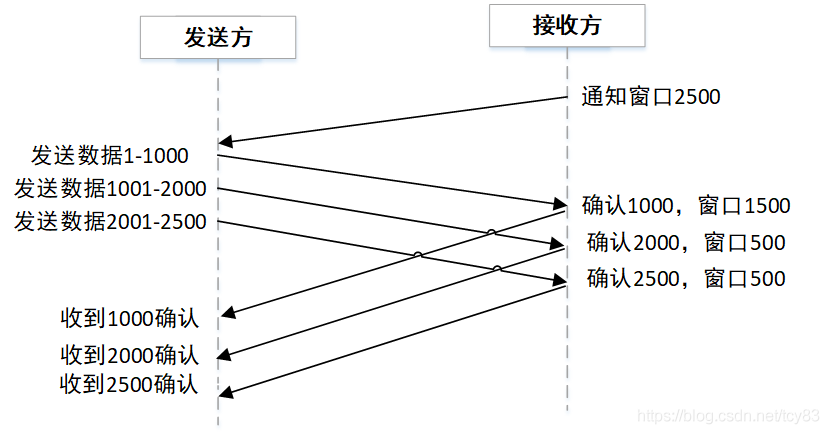 发送方
接收方
通知窗口2500
发送数据1-1000
发送数据1001-2000
发送数据2001-2500
确认1000，窗口1500
确认2000，窗口500
确认2500，窗口500
收到1000确认
收到2000确认
收到2500确认
https://blog.csdn.net/tcy83